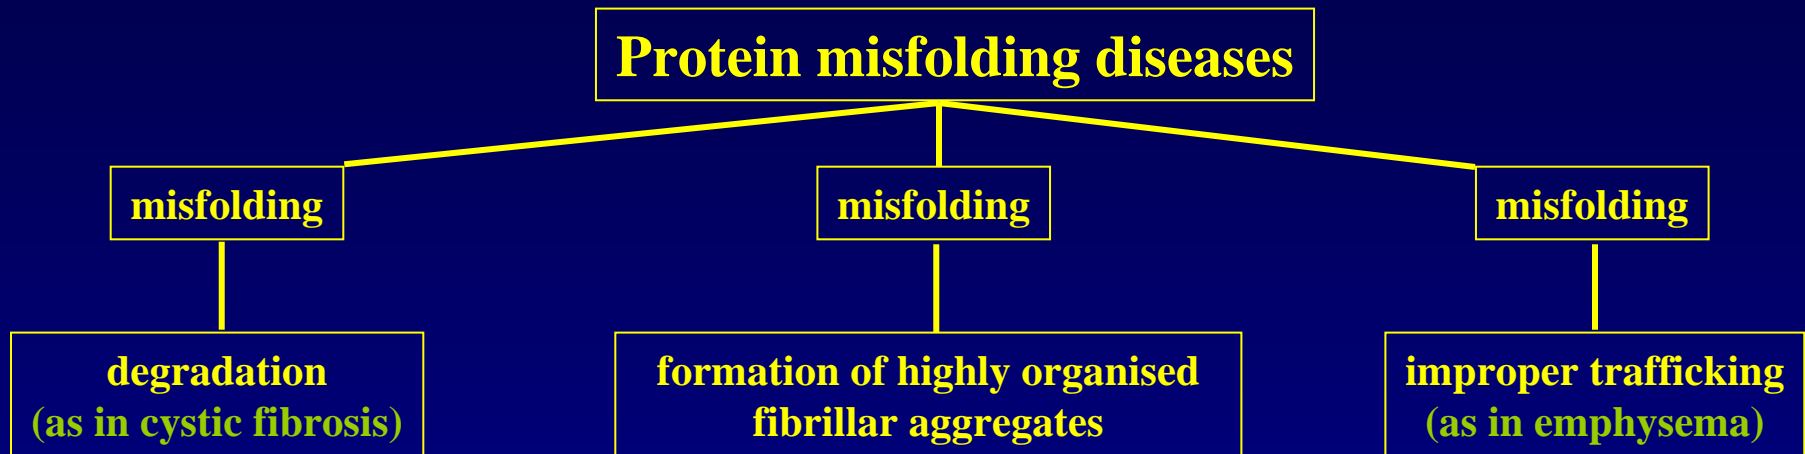 Protein misfolding diseases
misfolding
misfolding
misfolding
degradation
(as in cystic fibrosis)
formation of highly organised
fibrillar aggregates
improper trafficking
(as in emphysema)